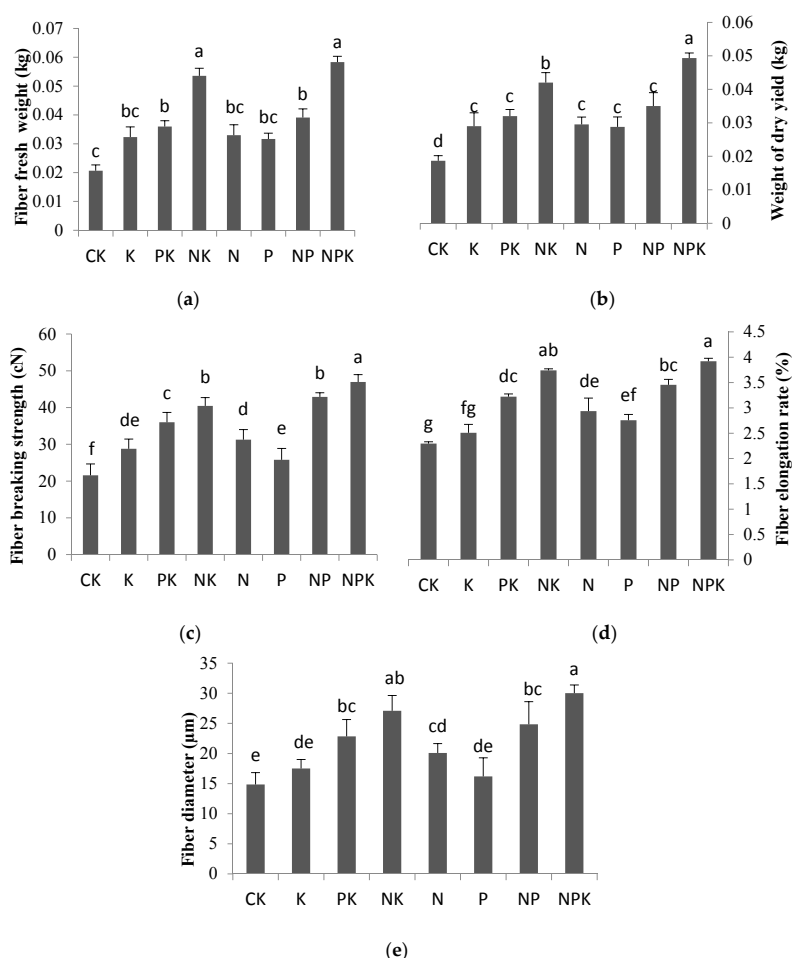 Fiber fresh weight (kg)
0.07
0.06
0.05
0.04
0.03
0.02
0.01
0
c
bc
b
a
bc
bc
b
a
CK K PK NK N P NP NPK
(a)
d
c
c
b
c
c
c
a
0.06
0.05
0.04
0.03
0.02
0.01
0
Weight of dry yield (kg)
CK K PK NK N P NP NPK
(b)
Fiber breaking strength (cN)
60
50
40
30
20
10
0
f
de
c
b
d
e
b
a
CK K PK NK N P NP NPK
(c)
g
fg
dc
ab
de
ef
bc
a
4.5
4
3.5
3
2.5
2
1.5
1
0.5
0
Fiber elongation rate (%)
CK K PK NK N P NP NPK
(d)
Fiber diameter (µm)
35
30
25
20
15
10
5
0
e
de
bc
ab
cd
de
bc
a
CK K PK NK N P NP NPK
(e)